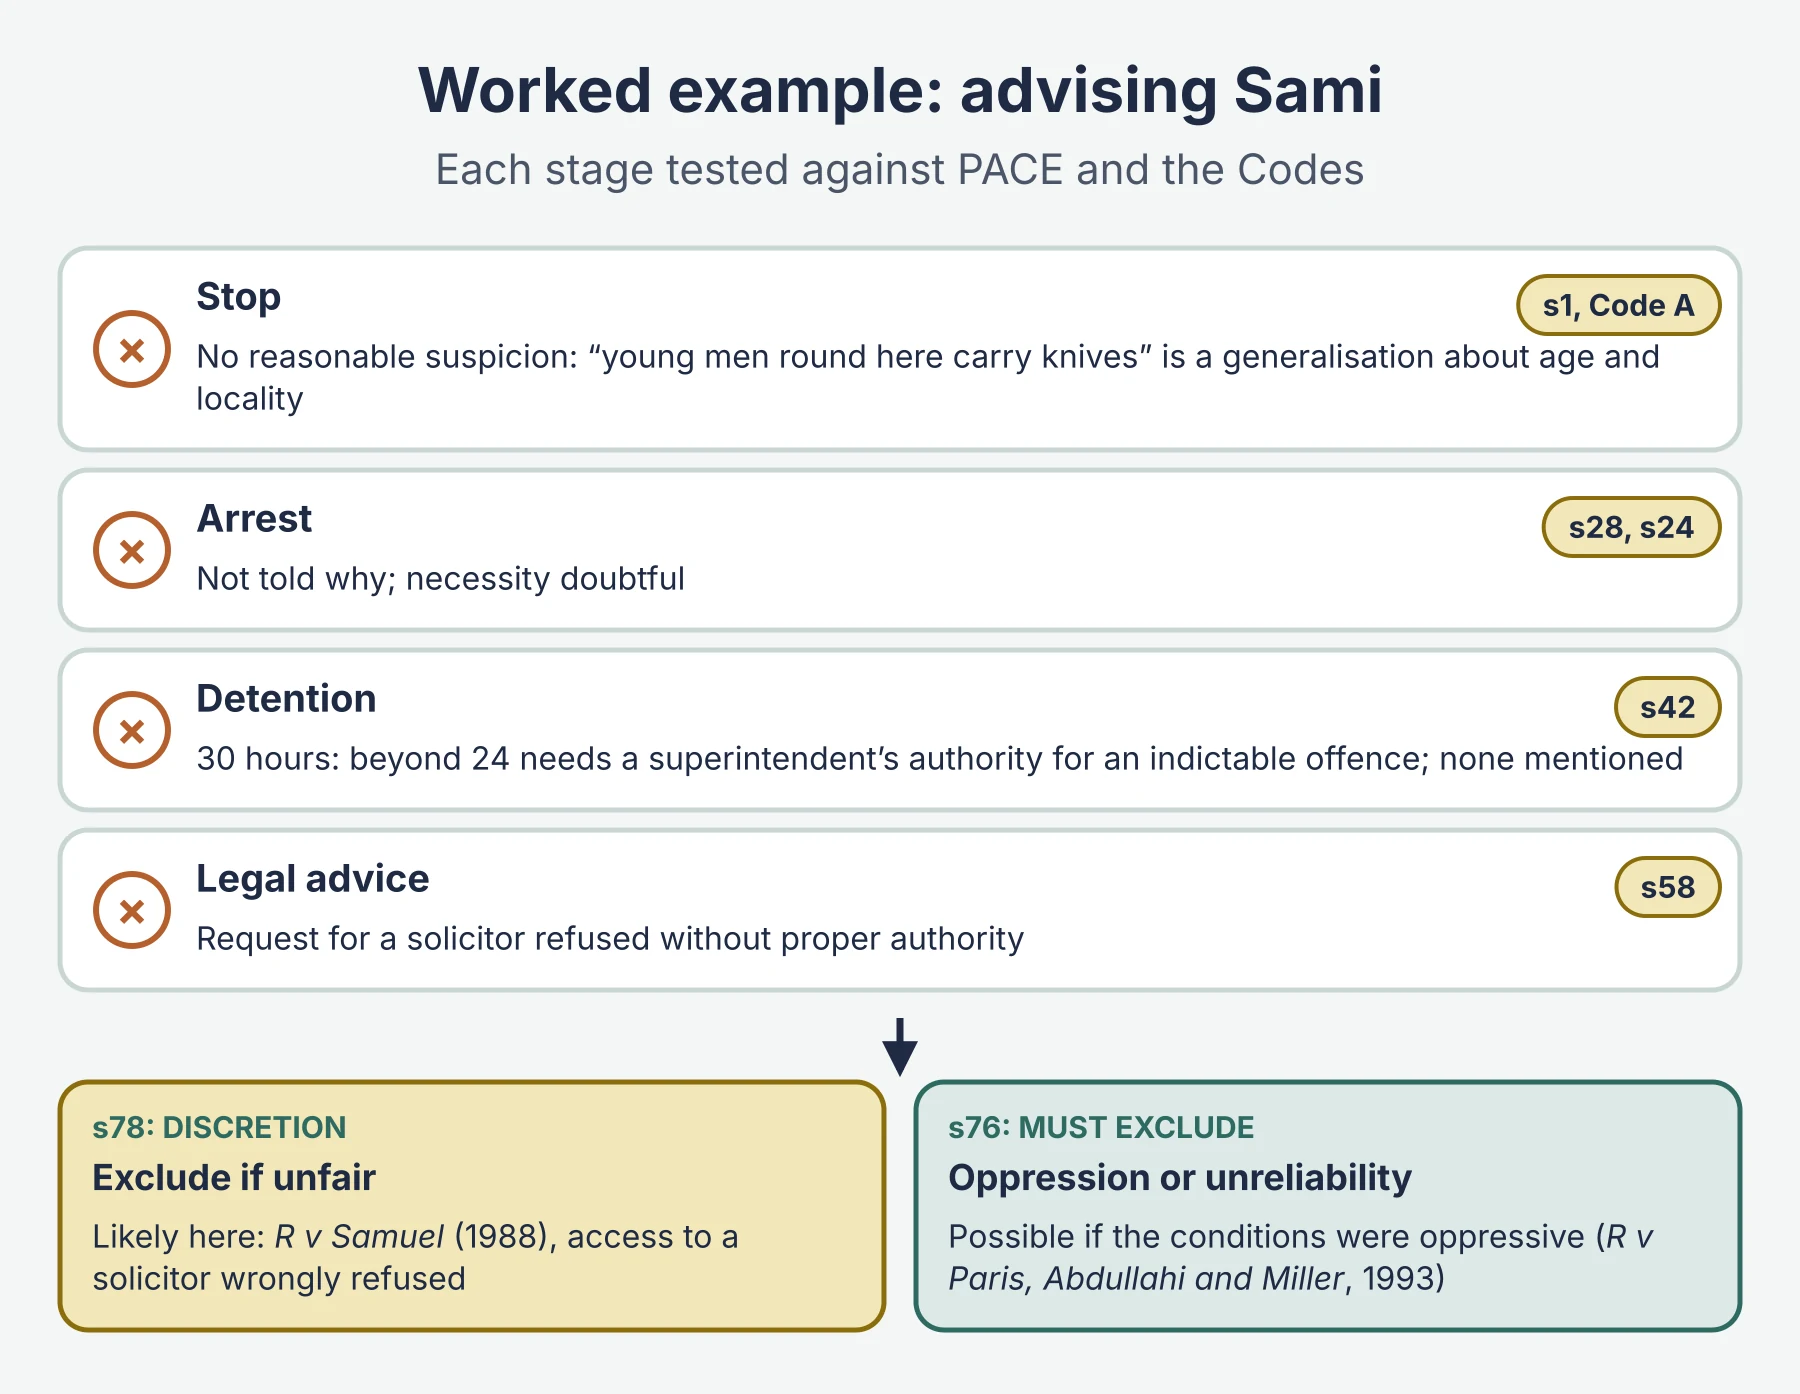 Worked example: advising Sami
Each stage tested against PACE and the Codes
Stop
s1, Code A
No reasonable suspicion: “young men round here carry knives” is a generalisation about age and
locality
Arrest
s28, s24
Not told why; necessity doubtful
Detention
s42
30 hours: beyond 24 needs a superintendent’s authority for an indictable offence; none mentioned
Legal advice
s58
Request for a solicitor refused without proper authority
s78: DISCRETION
Exclude if unfair
Likely here: R v Samuel (1988), access to a
solicitor wrongly refused
s76: MUST EXCLUDE
Oppression or unreliability
Possible if the conditions were oppressive (R v
Paris, Abdullahi and Miller, 1993)